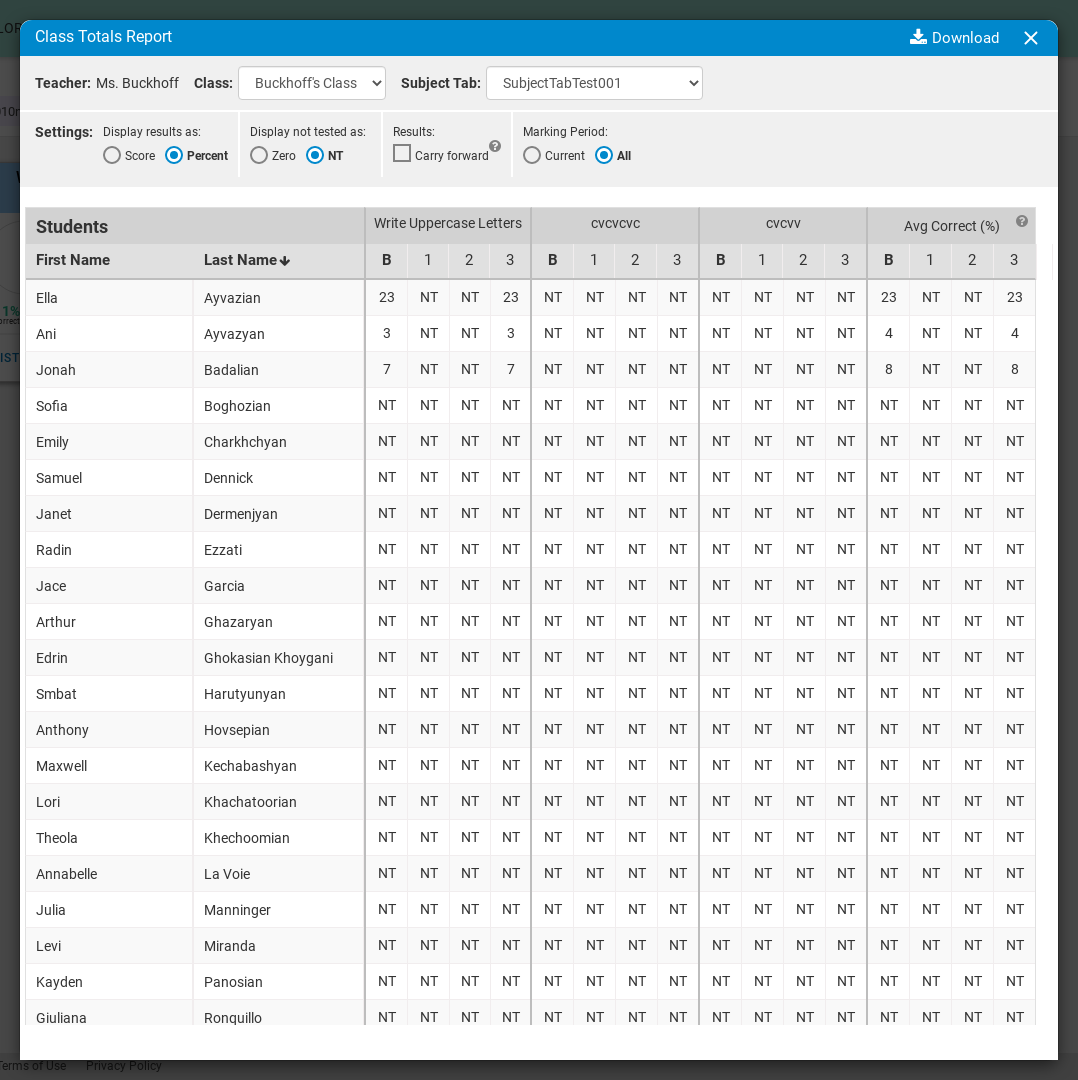 Class Totals Report Download
Teacher: Ms. Buckhoff Class: Buckhoff's Class Subject Tab: SubjectTabTest001
Settings: Display results as: Display not tested as: Results: Marking Period:
Score Percent Zero NT Carry forward Current All
Students Write Uppercase Letters cvcvcvc cvcvv Avg Correct (%)
First Name Last Name B 1 2 3 B 1 2 3 B 1 2 3 B 1 2 3
Ella Ayvazian 23 NT NT 23 NT NT NT NT NT NT NT NT 23 NT NT 23
Ani Ayvazyan 3 NT NT 3 NT NT NT NT NT NT NT NT 4 NT NT 4
Jonah Badalian 7 NT NT 7 NT NT NT NT NT NT NT NT 8 NT NT 8
Sofia Boghozian NT NT NT NT NT NT NT NT NT NT NT NT NT NT NT NT
Emily Charkhchyan NT NT NT NT NT NT NT NT NT NT NT NT NT NT NT NT
Samuel Dennick NT NT NT NT NT NT NT NT NT NT NT NT NT NT NT NT
Janet Dermenjyan NT NT NT NT NT NT NT NT NT NT NT NT NT NT NT NT
Radin Ezzati NT NT NT NT NT NT NT NT NT NT NT NT NT NT NT NT
Jace Garcia NT NT NT NT NT NT NT NT NT NT NT NT NT NT NT NT
Arthur Ghazaryan NT NT NT NT NT NT NT NT NT NT NT NT NT NT NT NT
Edrin Ghokasian Khoygani NT NT NT NT NT NT NT NT NT NT NT NT NT NT NT NT
Smbat Harutyunyan NT NT NT NT NT NT NT NT NT NT NT NT NT NT NT NT
Anthony Hovsepian NT NT NT NT NT NT NT NT NT NT NT NT NT NT NT NT
Maxwell Kechabashyan NT NT NT NT NT NT NT NT NT NT NT NT NT NT NT NT
Lori Khachatoorian NT NT NT NT NT NT NT NT NT NT NT NT NT NT NT NT
Theola Khechoomian NT NT NT NT NT NT NT NT NT NT NT NT NT NT NT NT
Annabelle La Voie NT NT NT NT NT NT NT NT NT NT NT NT NT NT NT NT
Julia Manninger NT NT NT NT NT NT NT NT NT NT NT NT NT NT NT NT
Levi Miranda NT NT NT NT NT NT NT NT NT NT NT NT NT NT NT NT
Kayden Panosian NT NT NT NT NT NT NT NT NT NT NT NT NT NT NT NT
Giuliana Ronquillo NT NT NT NT NT NT NT NT NT NT NT NT NT NT NT NT
Terms of Use Privacy Policy